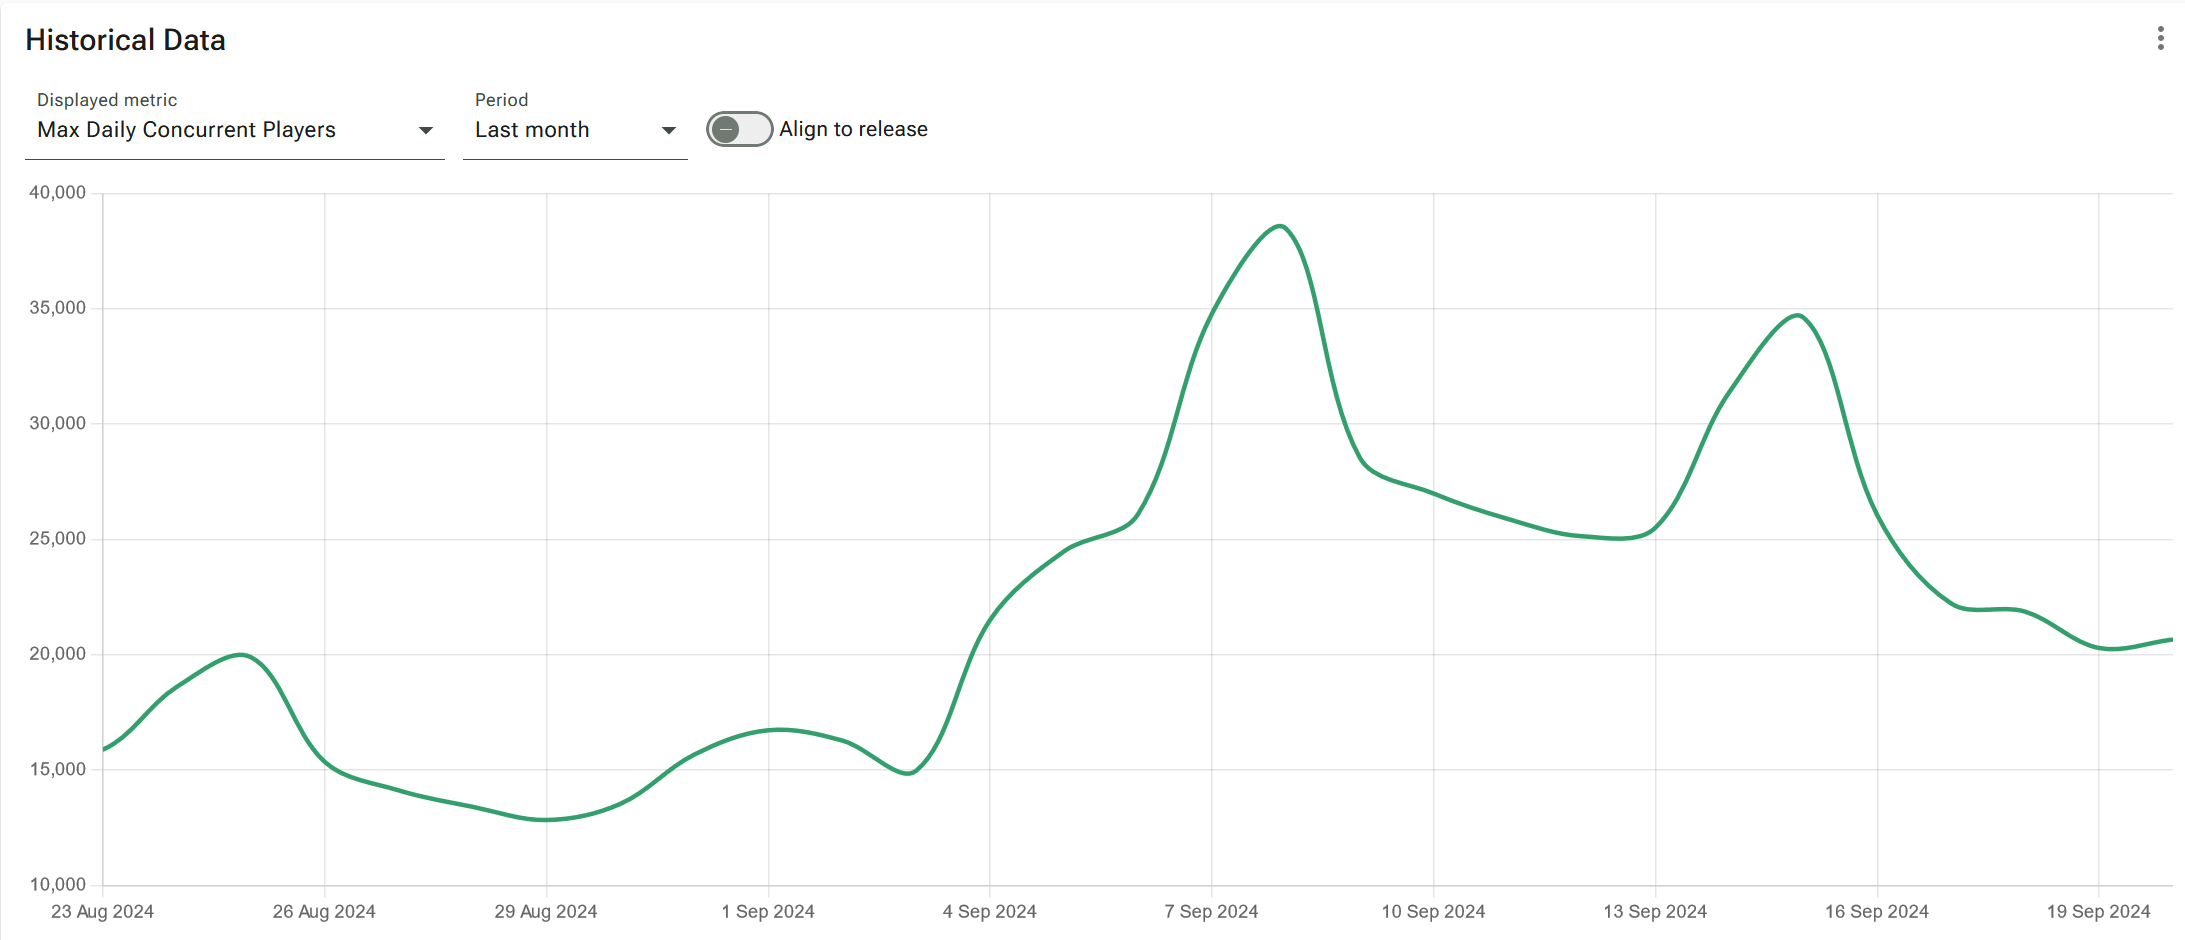 Historical Data
Displayed metric
Max Daily Concurrent Players
Period
Last month
Align to release
40,000
35,000
30,000
25,000
20,000
15,000
10,000
23 Aug 2024 26 Aug 2024 29 Aug 2024 1 Sep 2024 4 Sep 2024 7 Sep 2024 10 Sep 2024 13 Sep 2024 16 Sep 2024 19 Sep 2024